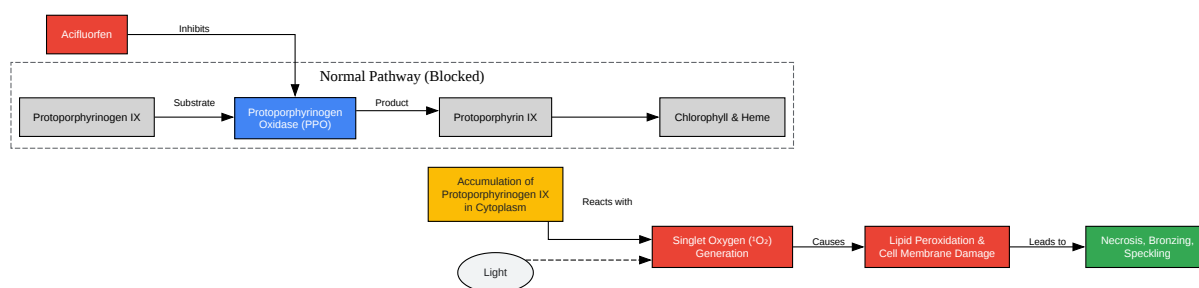 Acifluorfen
Inhibits
Normal Pathway (Blocked)
Protoporphyrinogen IX
Substrate
Protoporphyrinogen
Oxidase (PPO)
Product
Protoporphyrin IX
Chlorophyll & Heme
Accumulation of
Protoporphyrinogen IX
in Cytoplasm
Reacts with
Light
Singlet Oxygen (¹O₂)
Generation
Causes
Lipid Peroxidation &
Cell Membrane Damage
Leads to
Necrosis, Bronzing,
Speckling